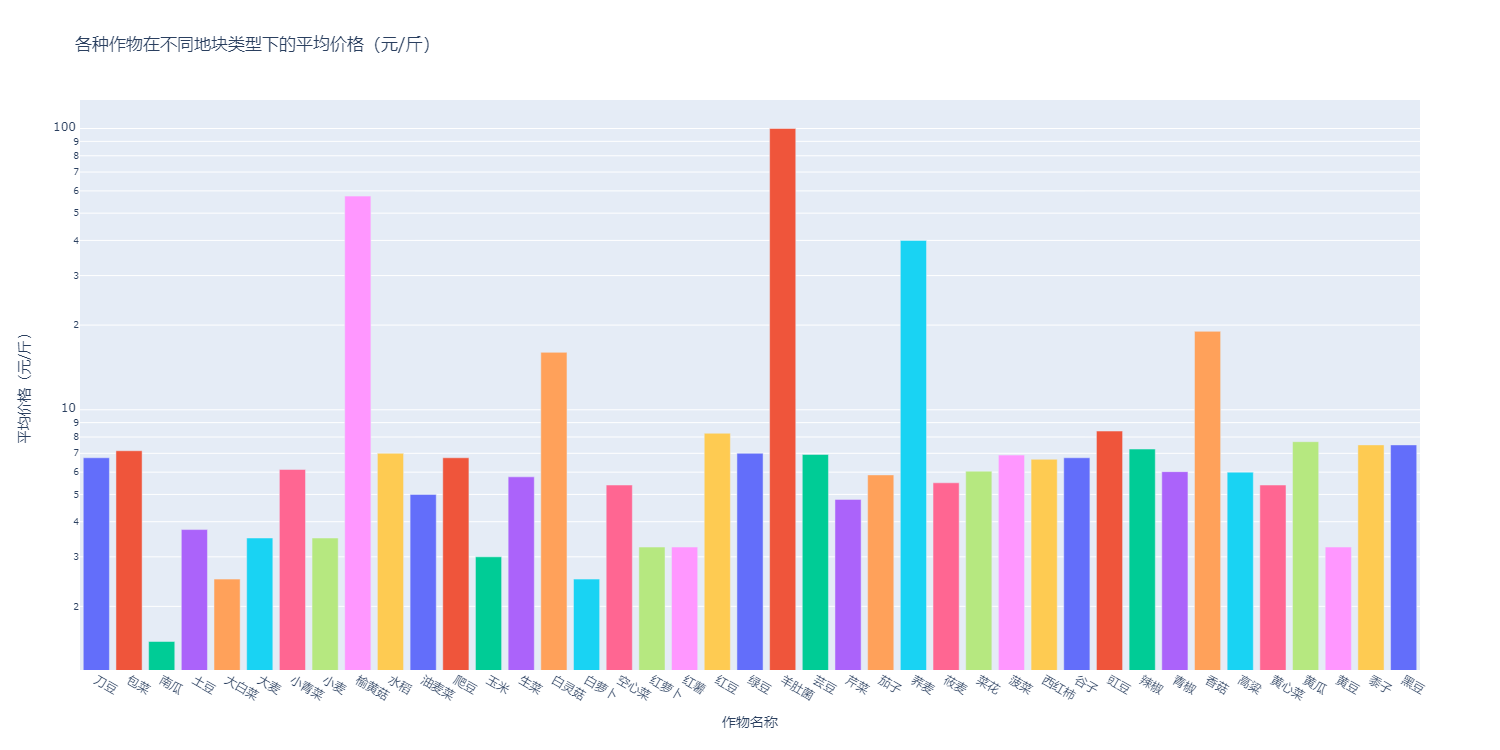 各种作物在不同地块类型下的平均价格（元/斤）
平均价格（元/斤）
100
9
8
7
6
5
4
3
2
10
9
8
7
6
5
4
3
2
刀豆
包菜
南瓜
土豆
大白菜
大麦
小青菜
小麦
榆黄菇
水稻
油麦菜
爬豆
玉米
生菜
白灵菇
白萝卜
空心菜
红萝卜
红薯
红豆
绿豆
羊肚菌
芸豆
芹菜
茄子
荞麦
莜麦
菜花
菠菜
西红柿
谷子
豇豆
辣椒
青椒
香菇
高粱
黄心菜
黄瓜
黄豆
黍子
黑豆
作物名称